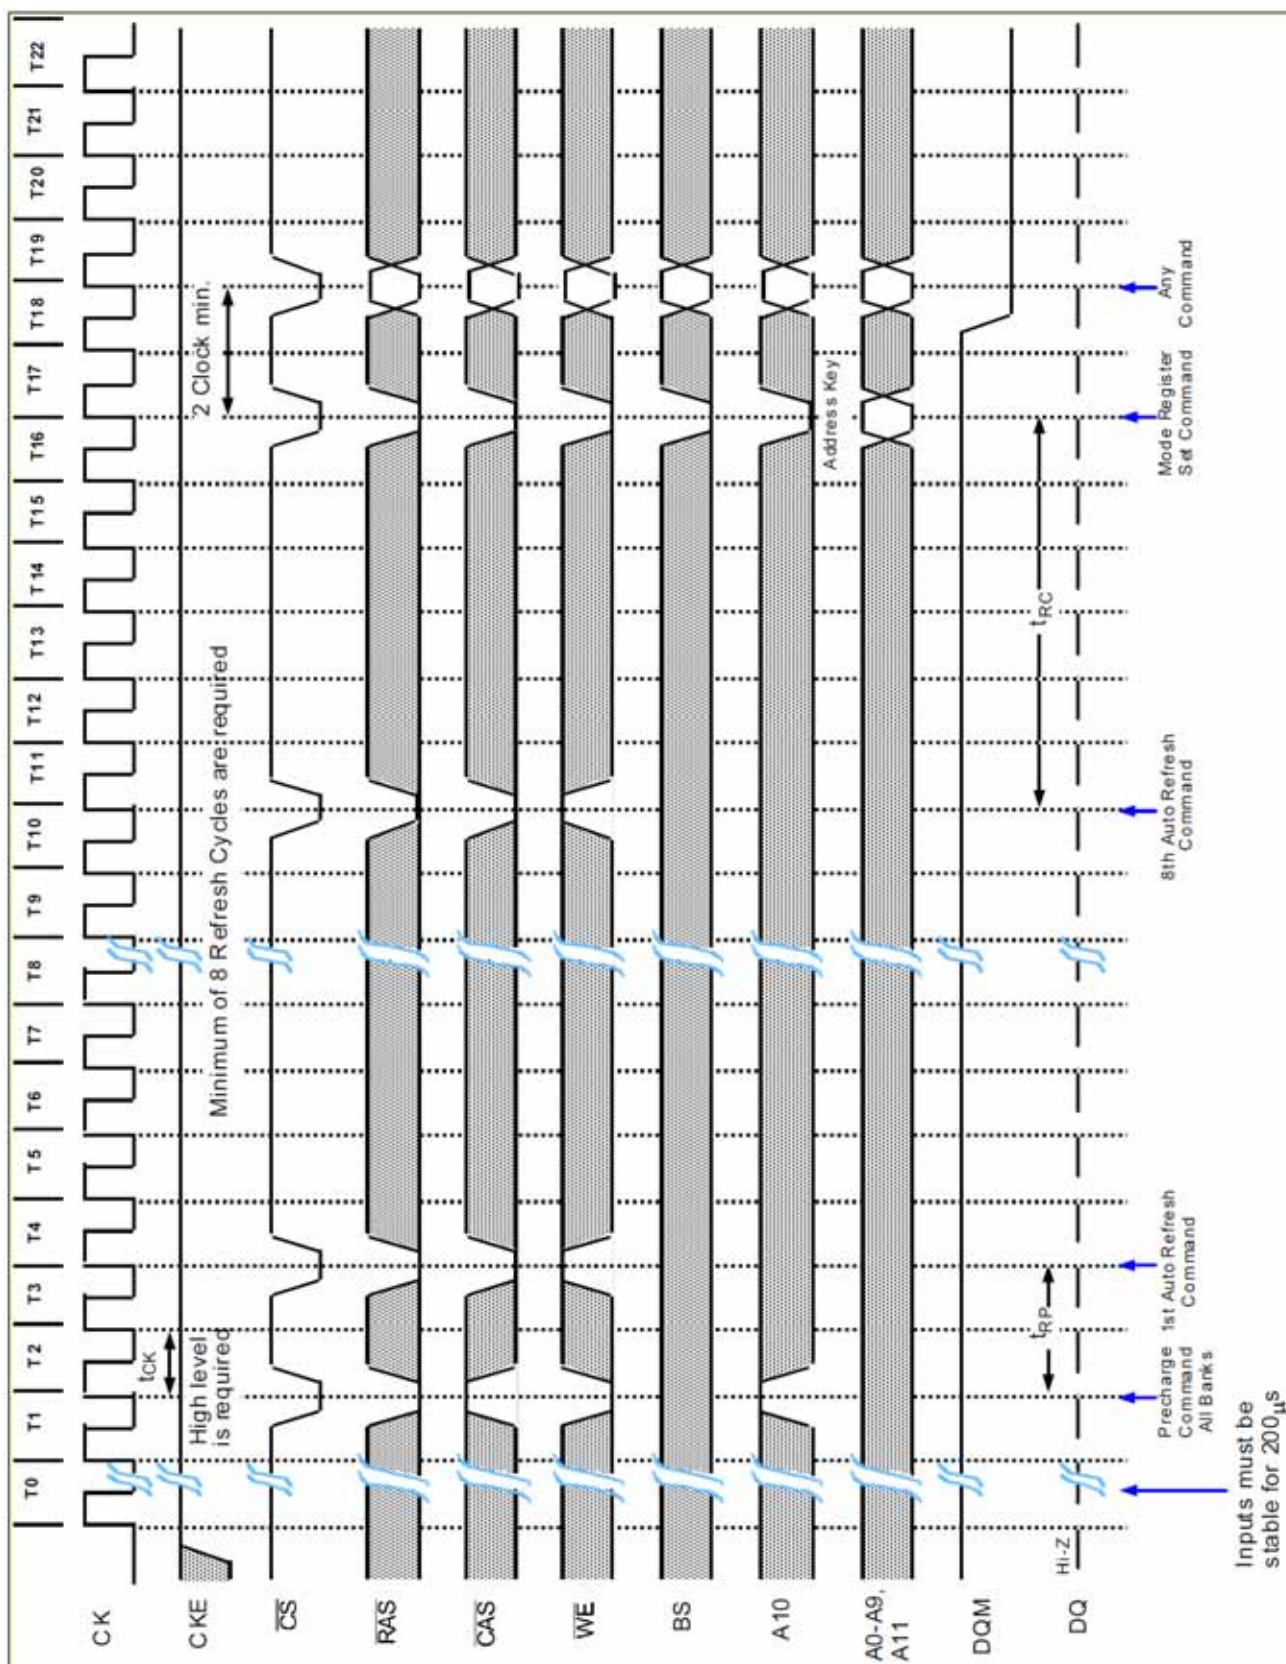 T0 T1 T2 T3 T4 T5 T6 T7 T8 T9 T10 T11 T12 T13 T14 T15 T16 T17 T18 T19 T20 T21 T22
CK
tCK
CKE
High level
is required
Minimum of 8 Refresh Cycles are required
2 Clock min.
CS
RAS
CAS
WE
BS
A10
Address Key
A0-A9,
A11
DQM
tRP
tRC
DQ
Hi-Z
Precharge
Command
All Banks
1st Auto Refresh
Command
8th Auto Refresh
Command
Mode Register
Set Command
Any
Command
Inputs must be
stable for 200µs